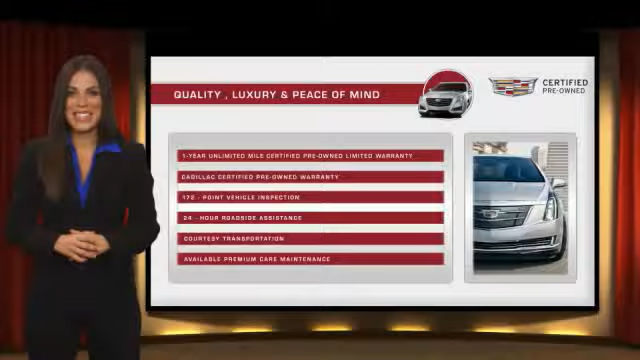 QUALITY , LUXURY & PEACE OF MIND
CERTIFIED
PRE-OWNED
1-YEAR UNLIMITED MILE CERTIFIED PRE-OWNED LIMITED WARRANTY
CADILLAC CERTIFIED PRE-OWNED WARRANTY
172 - POINT VEHICLE INSPECTION
24 - HOUR ROADSIDE ASSISTANCE
COURTESY TRANSPORTATION
AVAILABLE PREMIUM CARE MAINTENANCE